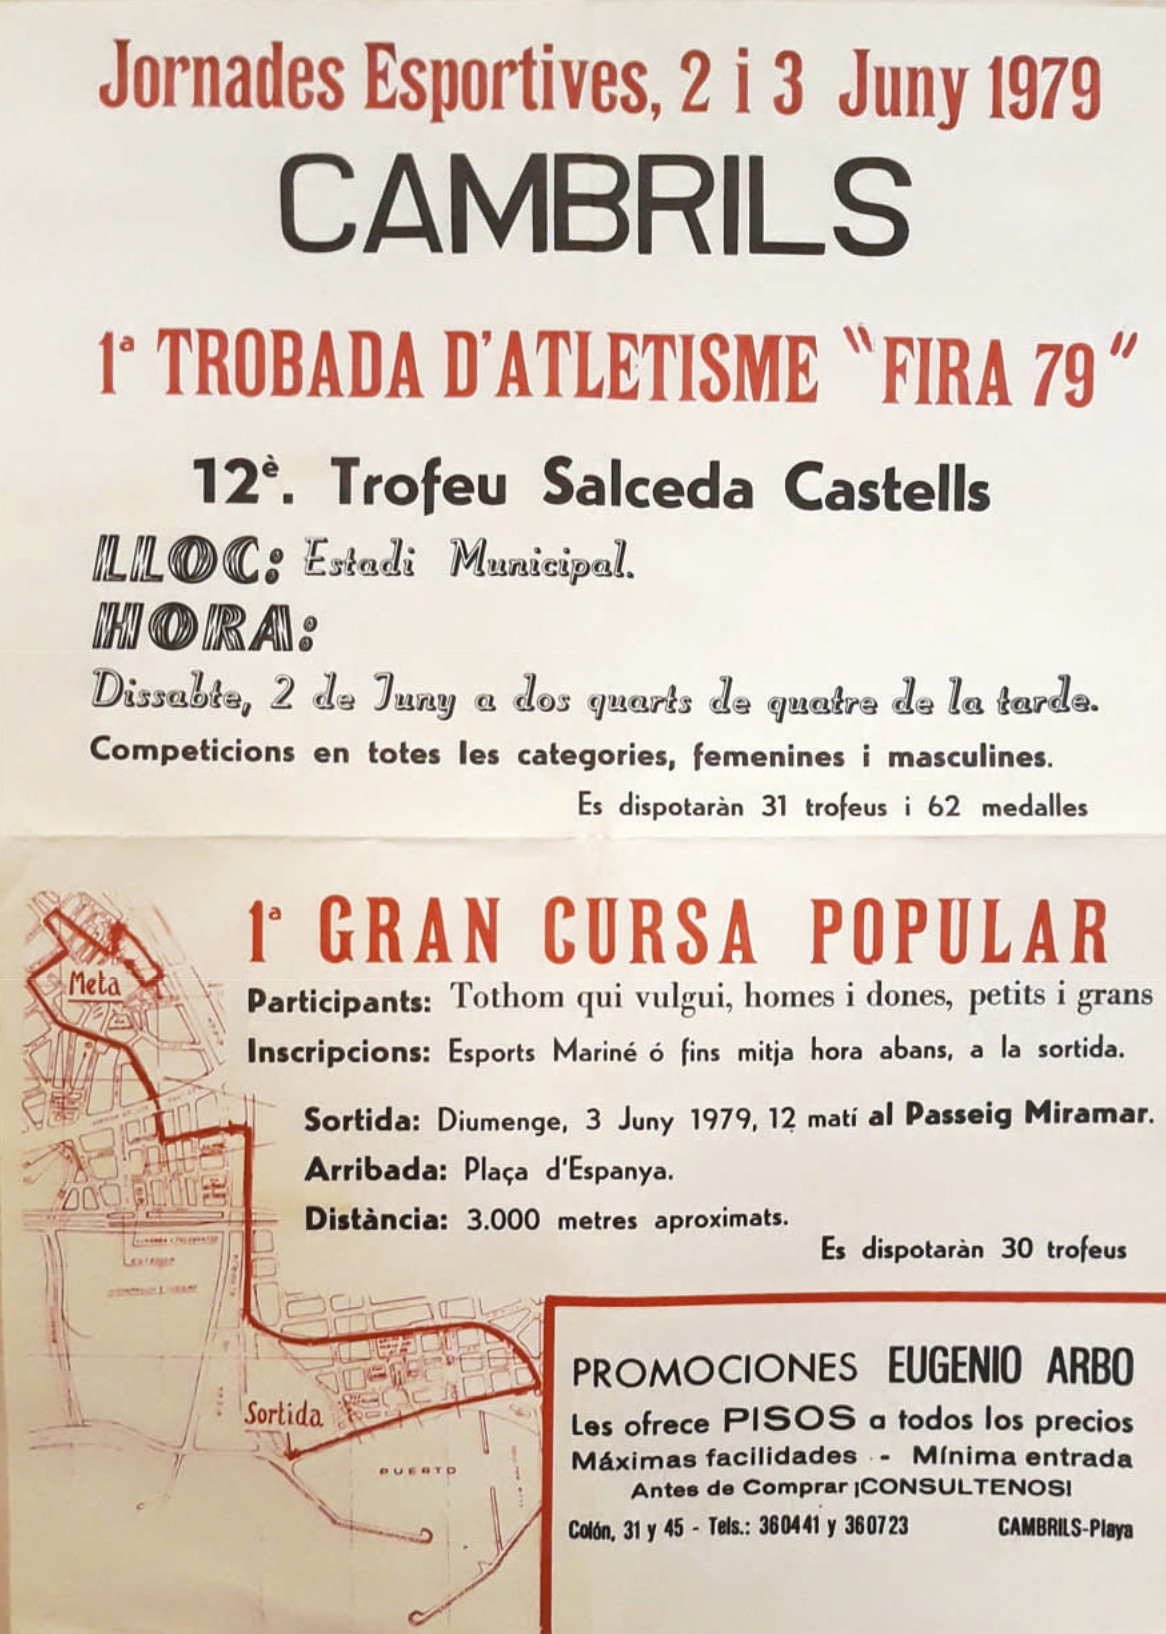 Jornades Esportives, 2 i 3 Juny 1979
CAMBRILS
1ª TROBADA D'ATLETISME "FIRA 79"
12è. Trofeu Salceda Castells
LLOC: Estadi Municipal.
HORA:
Dissabte, 2 de Juny a dos quarts de quatre de la tarde.
Competicions en totes les categories, femenines i masculines.
Es dispotaràn 31 trofeus i 62 medalles
1ª GRAN CURSA POPULAR
Participants: Tothom qui vulgui, homes i dones, petits i grans
Inscripcions: Esports Mariné ó fins mitja hora abans, a la sortida.
Sortida: Diumenge, 3 Juny 1979, 12 matí al Passeig Miramar.
Arribada: Plaça d'Espanya.
Distància: 3.000 metres aproximats.
Es dispotaràn 30 trofeus
Meta
Sortida
PUERTO
PROMOCIONES EUGENIO ARBO
Les ofrece PISOS a todos los precios
Máximas facilidades - Mínima entrada
Antes de Comprar ¡CONSULTENOS!
Colón, 31 y 45 - Tels.: 360441 y 360723 CAMBRILS-Playa